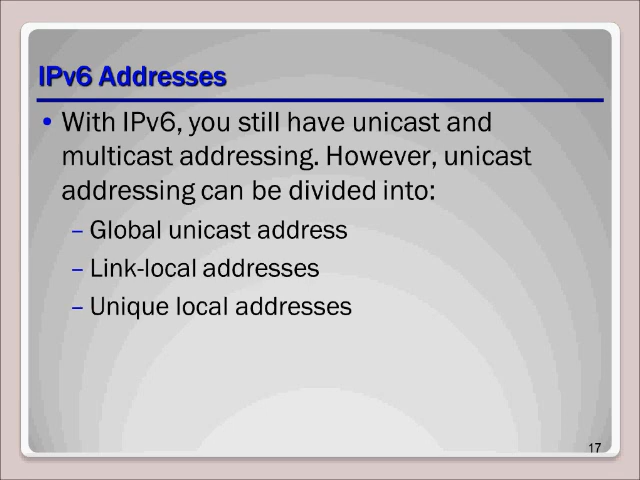 IPv6 Addresses
• With IPv6, you still have unicast and
multicast addressing. However, unicast
addressing can be divided into:
– Global unicast address
– Link-local addresses
– Unique local addresses
17